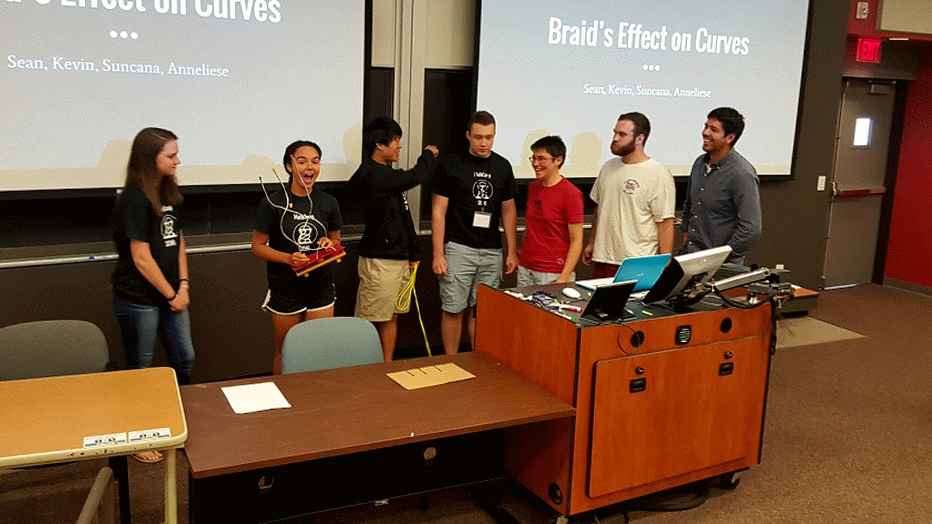 d's Effect on Curves
Sean, Kevin, Suncana, Anneliese
Braid's Effect on Curves
Sean, Kevin, Suncana, Anneliese
EXIT